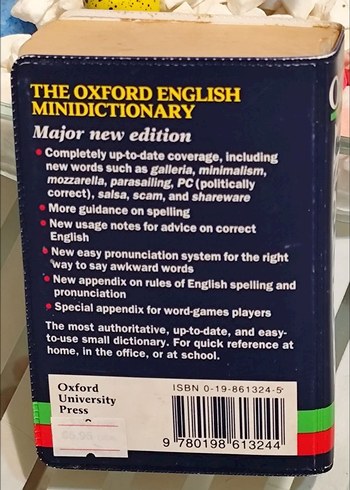 THE OXFORD ENGLISH
MINIDICTIONARY
Major new edition
• Completely up-to-date coverage, including
new words such as galleria, minimalism,
mozzarella, parasailing, PC (politically
correct), salsa, scam, and shareware
• More guidance on spelling
• New usage notes for advice on correct
English
• New easy pronunciation system for the right
way to say awkward words
• New appendix on rules of English spelling and
pronunciation
• Special appendix for word-games players
The most authoritative, up-to-date, and easy-
to-use small dictionary. For quick reference at
home, in the office, or at school.
Oxford
University
Press
ISBN 0-19-861324-5
9 780198 613244